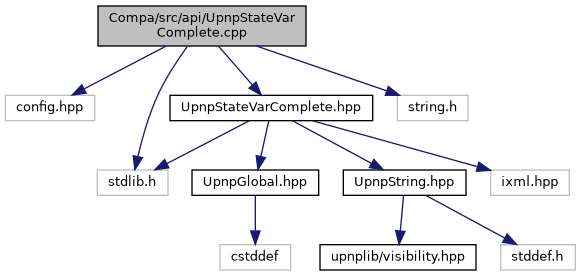 Compa/src/api/UpnpStateVar
Complete.cpp
config.hpp
UpnpStateVarComplete.hpp
string.h
stdlib.h
UpnpGlobal.hpp
UpnpString.hpp
ixml.hpp
cstddef
upnplib/visibility.hpp
stddef.h